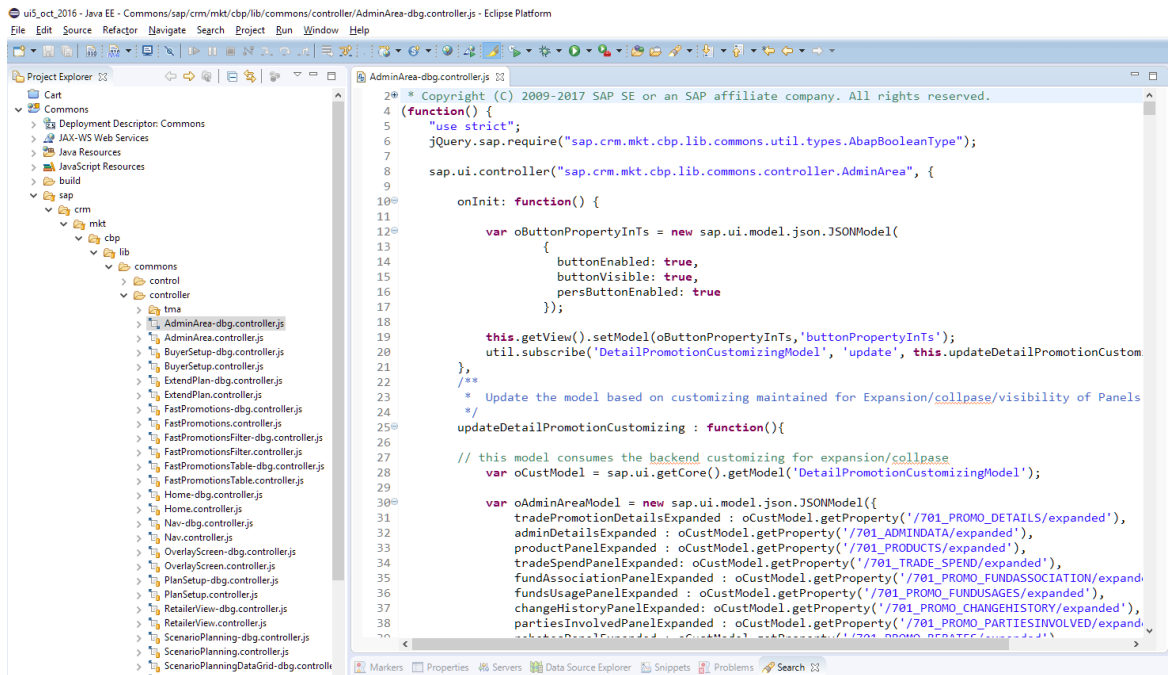 ui5_oct_2016 - Java EE - Commons/sap/crm/mkt/cbp/lib/commons/controller/AdminArea-dbg.controller.js - Eclipse Platform
File Edit Source Refactor Navigate Search Project Run Window Help
Project Explorer
Cart
Commons
Deployment Descriptor: Commons
JAX-WS Web Services
Java Resources
JavaScript Resources
build
sap
crm
mkt
cbp
lib
commons
control
controller
tma
AdminArea-dbg.controller.js
AdminArea.controller.js
BuyerSetup-dbg.controller.js
BuyerSetup.controller.js
ExtendPlan-dbg.controller.js
ExtendPlan.controller.js
FastPromotions-dbg.controller.js
FastPromotions.controller.js
FastPromotionsFilter-dbg.controller.js
FastPromotionsFilter.controller.js
FastPromotionsTable-dbg.controller.js
FastPromotionsTable.controller.js
Home-dbg.controller.js
Home.controller.js
Nav-dbg.controller.js
Nav.controller.js
OverlayScreen-dbg.controller.js
OverlayScreen.controller.js
PlanSetup-dbg.controller.js
PlanSetup.controller.js
RetailerView-dbg.controller.js
RetailerView.controller.js
ScenarioPlanning-dbg.controller.js
ScenarioPlanning.controller.js
ScenarioPlanningDataGrid-dbg.controlle
AdminArea-dbg.controller.js
2 * Copyright (C) 2009-2017 SAP SE or an SAP affiliate company. All rights reserved.
4 (function() {
5 "use strict";
6 jQuery.sap.require("sap.crm.mkt.cbp.lib.commons.util.types.AbapBooleanType");
7
8 sap.ui.controller("sap.crm.mkt.cbp.lib.commons.controller.AdminArea", {
9
10 onInit: function() {
11
12 var oButtonPropertyInTs = new sap.ui.model.json.JSONModel(
13 {
14 buttonEnabled: true,
15 buttonVisible: true,
16 persButtonEnabled: true
17 });
18
19 this.getView().setModel(oButtonPropertyInTs,'buttonPropertyInTs');
20 util.subscribe('DetailPromotionCustomizingModel', 'update', this.updateDetailPromotionCustom
21 },
22 /**
23 * Update the model based on customizing maintained for Expansion/collpase/visibility of Panels
24 */
25 updateDetailPromotionCustomizing : function(){
26
27 // this model consumes the backend customizing for expansion/collpase
28 var oCustModel = sap.ui.getCore().getModel('DetailPromotionCustomizingModel');
29
30 var oAdminAreaModel = new sap.ui.model.json.JSONModel({
31 tradePromotionDetailsExpanded : oCustModel.getProperty('/701_PROMO_DETAILS/expanded'),
32 adminDetailsExpanded : oCustModel.getProperty('/701_ADMINDATA/expanded'),
33 productPanelExpanded : oCustModel.getProperty('/701_PRODUCTS/expanded'),
34 tradeSpendPanelExpanded: oCustModel.getProperty('/701_TRADE_SPEND/expanded'),
35 fundAssociationPanelExpanded : oCustModel.getProperty('/701_PROMO_FUNDASSOCIATION/expand
36 fundsUsagePanelExpanded : oCustModel.getProperty('/701_PROMO_FUNDUSAGES/expanded'),
37 changeHistoryPanelExpanded: oCustModel.getProperty('/701_PROMO_CHANGEHISTORY/expanded'),
38 partiesInvolvedPanelExpanded : oCustModel.getProperty('/701_PROMO_PARTIESINVOLVED/expand
Markers Properties Servers Data Source Explorer Snippets Problems Search